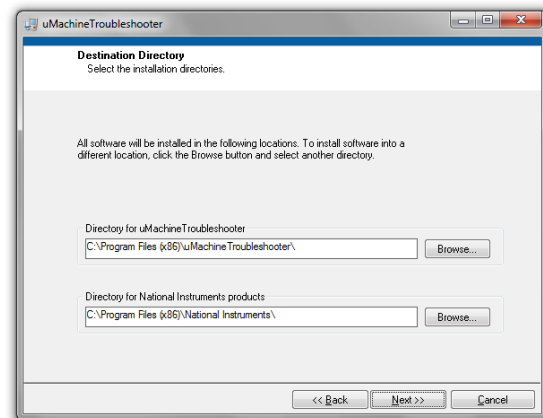 uMachineTroubleshooter
Destination Directory
Select the installation directories.
All software will be installed in the following locations. To install software into a
different location, click the Browse button and select another directory.
Directory for uMachineTroubleshooter
C:\Program Files (x86)\uMachineTroubleshooter\
Browse...
Directory for National Instruments products
C:\Program Files (x86)\National Instruments\
Browse...
<< Back
Next >>
Cancel